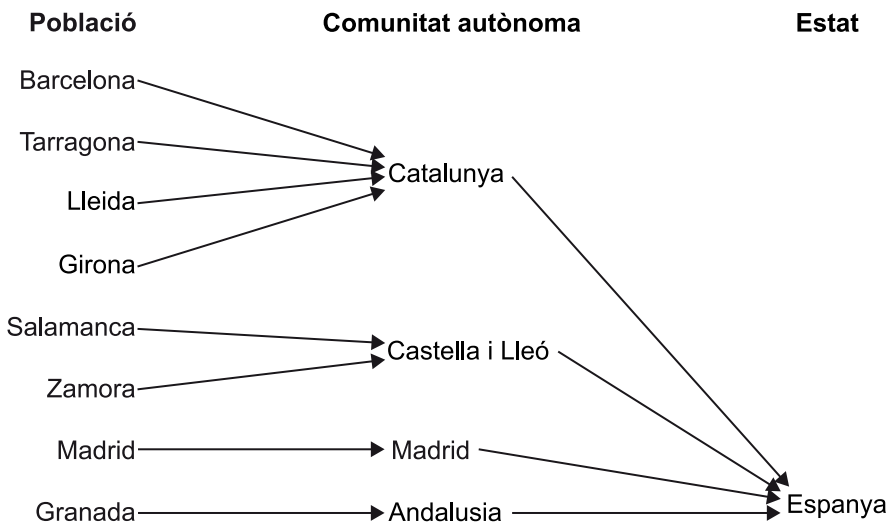 Població Comunitat autònoma Estat
Barcelona
Tarragona
Catalunya
Lleida
Girona
Salamanca
Castella i Lleó
Zamora
Madrid Madrid
Espanya
Granada Andalusia